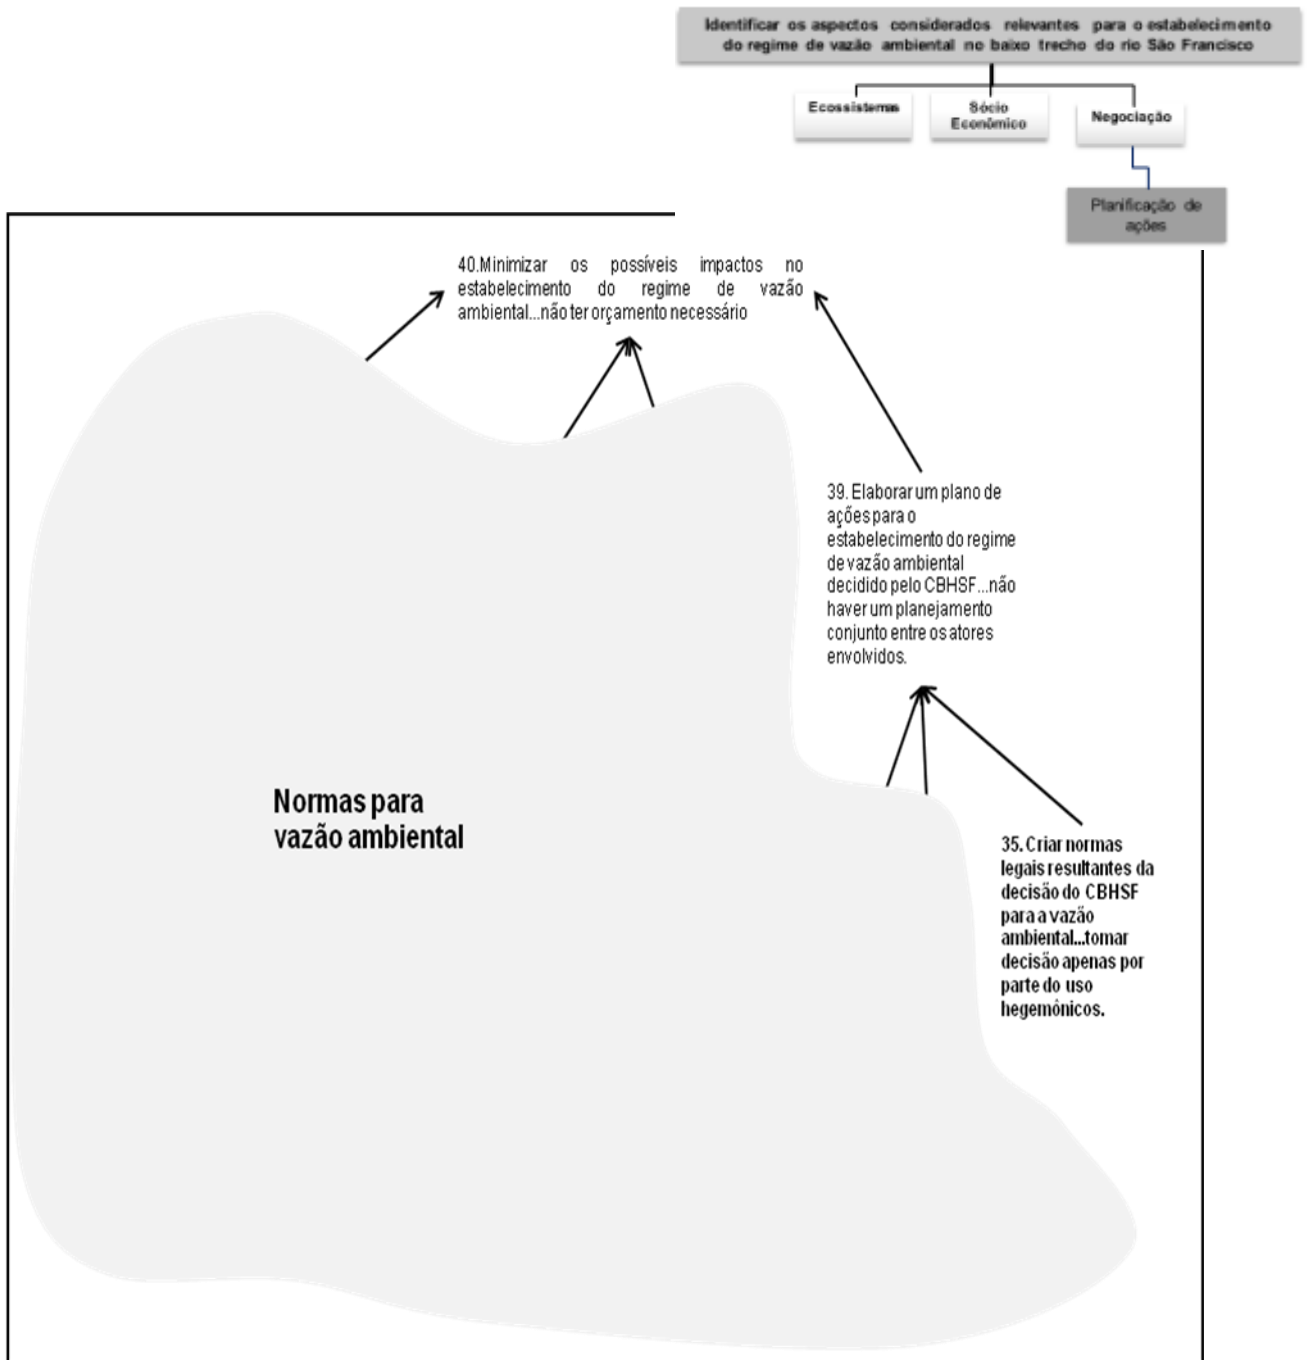 Identificar os aspectos considerados relevantes para o estabelecimento
do regime de vazão ambiental no baixo trecho do rio São Francisco
Ecossistema
Sócio
Econômico
Negociação
Planificação de
ações
40.Minimizar os possíveis impactos no
estabelecimento do regime de vazão
ambiental...não ter orçamento necessário
39. Elaborar um plano de
ações para o
estabelecimento do regime
de vazão ambiental
decidido pelo CBHSF...não
haver um planejamento
conjunto entre os atores
envolvidos.
Normas para
vazão ambiental
35. Criar normas
legais resultantes da
decisão do CBHSF
para a vazão
ambiental...tomar
decisão apenas por
parte do uso
hegemônicos.